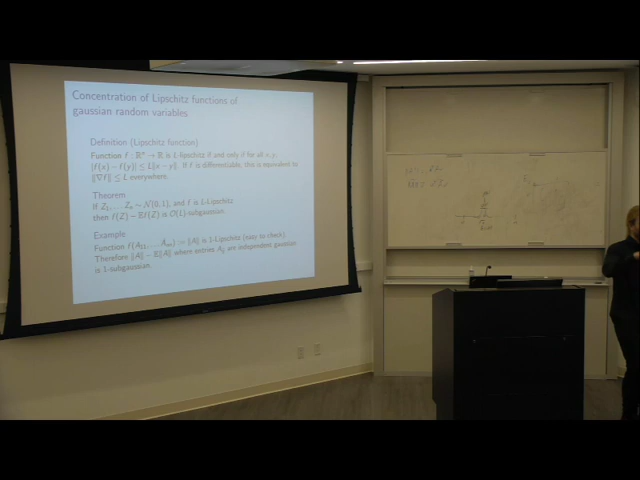 Concentration of Lipschitz functions of
gaussian random variables
Definition (Lipschitz function)
Function f : ℝⁿ → ℝ is L-lipschitz if and only if for all x, y,
|f(x) − f(y)| ≤ L‖x − y‖. If f is differentiable, this is equivalent to
‖∇f‖ ≤ L everywhere.
Theorem
If Z₁, ..., Zₙ ∼ N(0, 1), and f is L-Lipschitz
then f(Z) − 𝔼f(Z) is O(L)-subgaussian.
Example
Function f(A₁₁, ..., Aₙₙ) := ‖A‖ is 1-Lipschitz (easy to check).
Therefore ‖A‖ − 𝔼‖A‖ where entries Aᵢⱼ are independent gaussian
is 1-subgaussian.